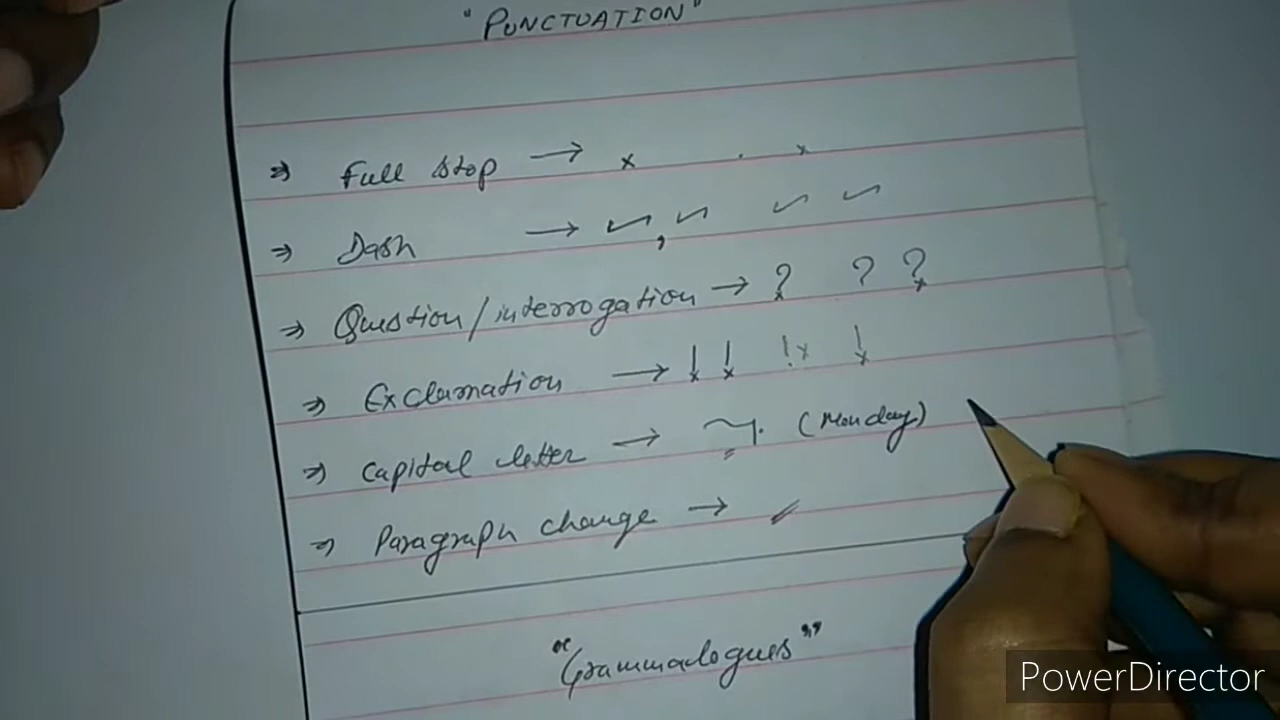 "PUNCTUATION"
⇒ Full stop → x . x
⇒ Dash →
⇒ Question/interrogation → ? ? ?
⇒ Exclamation → ! ! !x !
⇒ Capital letter → (Monday)
⇒ Paragraph change → //
"Grammalogues"
PowerDirector